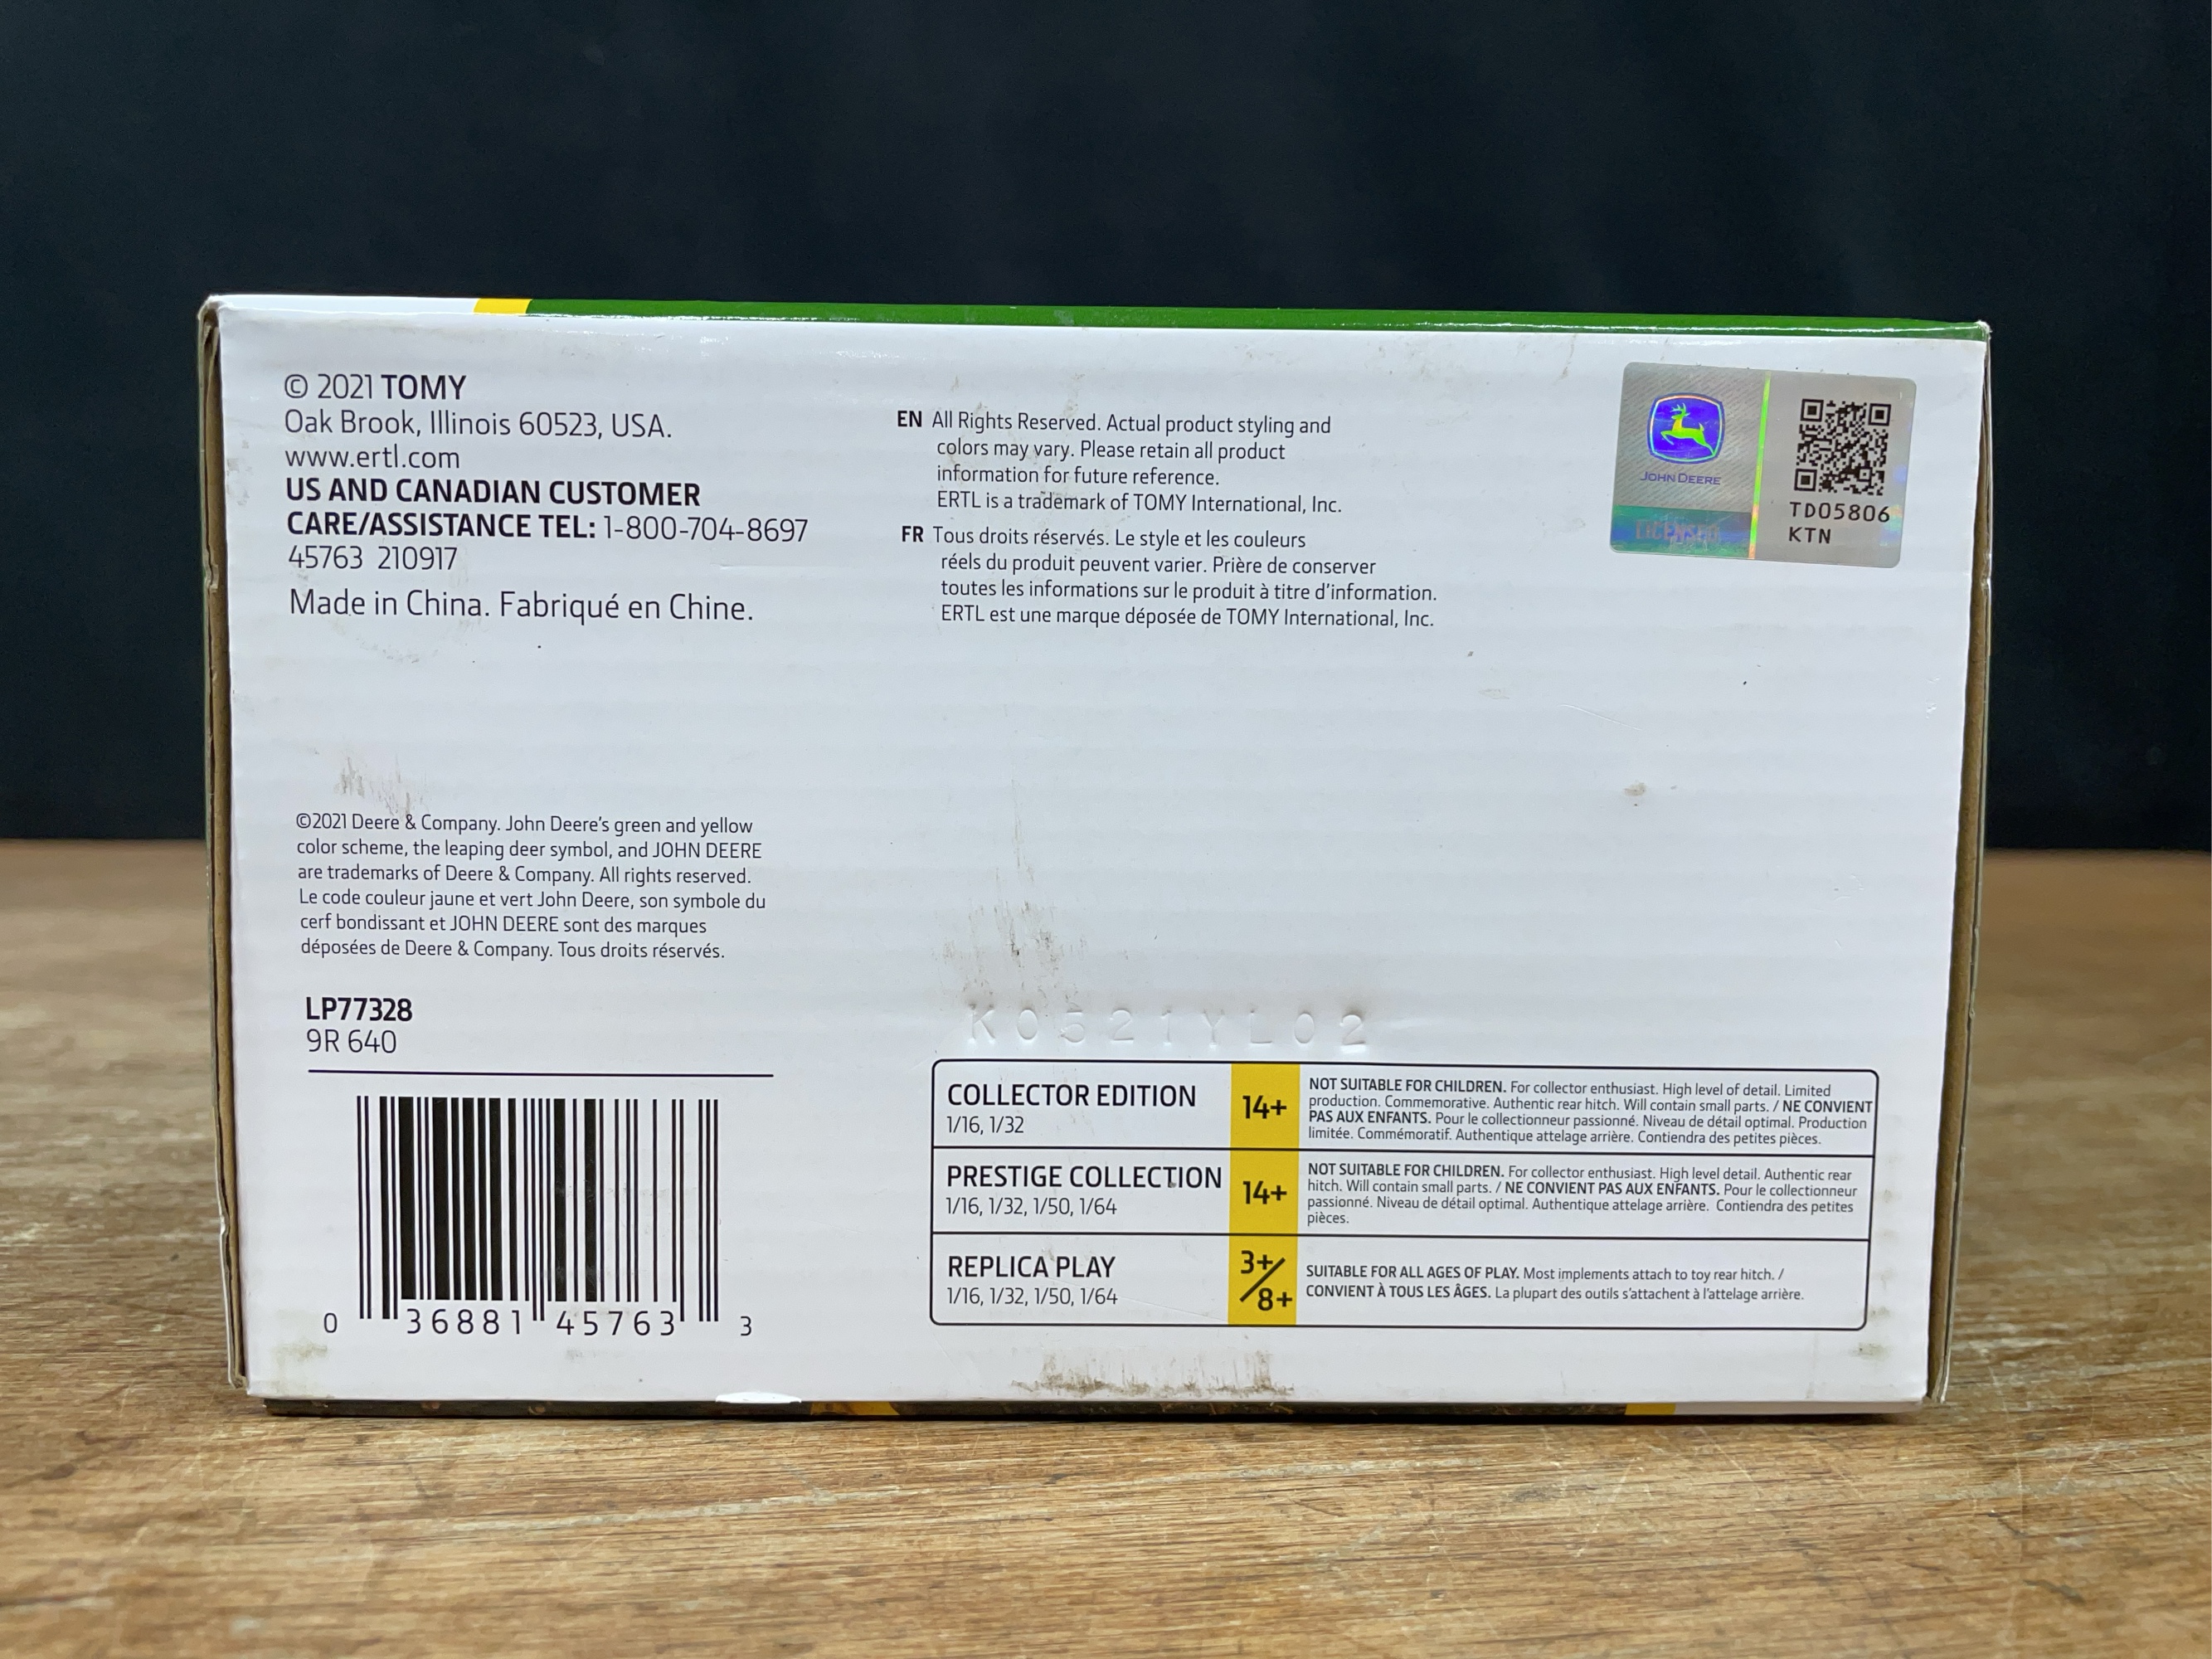 © 2021 TOMY
Oak Brook, Illinois 60523, USA.
www.ertl.com
US AND CANADIAN CUSTOMER
CARE/ASSISTANCE TEL: 1-800-704-8697
45763 210917
Made in China. Fabriqué en Chine.
EN All Rights Reserved. Actual product styling and
colors may vary. Please retain all product
information for future reference.
ERTL is a trademark of TOMY International, Inc.
FR Tous droits réservés. Le style et les couleurs
réels du produit peuvent varier. Prière de conserver
toutes les informations sur le produit à titre d'information.
ERTL est une marque déposée de TOMY International, Inc.
JOHN DEERE
LICENSED
TD05806
KTN
©2021 Deere & Company. John Deere's green and yellow
color scheme, the leaping deer symbol, and JOHN DEERE
are trademarks of Deere & Company. All rights reserved.
Le code couleur jaune et vert John Deere, son symbole du
cerf bondissant et JOHN DEERE sont des marques
déposées de Deere & Company. Tous droits réservés.
LP77328
9R 640
0 36881 45763 3
K0521YL02
COLLECTOR EDITION
1/16, 1/32
14+
NOT SUITABLE FOR CHILDREN. For collector enthusiast. High level of detail. Limited
production. Commemorative. Authentic rear hitch. Will contain small parts. / NE CONVIENT
PAS AUX ENFANTS. Pour le collectionneur passionné. Niveau de détail optimal. Production
limitée. Commémoratif. Authentique attelage arrière. Contiendra des petites pièces.
PRESTIGE COLLECTION
1/16, 1/32, 1/50, 1/64
14+
NOT SUITABLE FOR CHILDREN. For collector enthusiast. High level detail. Authentic rear
hitch. Will contain small parts. / NE CONVIENT PAS AUX ENFANTS. Pour le collectionneur
passionné. Niveau de détail optimal. Authentique attelage arrière. Contiendra des petites
pièces.
REPLICA PLAY
1/16, 1/32, 1/50, 1/64
3+/8+
SUITABLE FOR ALL AGES OF PLAY. Most implements attach to toy rear hitch. /
CONVIENT À TOUS LES ÂGES. La plupart des outils s'attachent à l'attelage arrière.